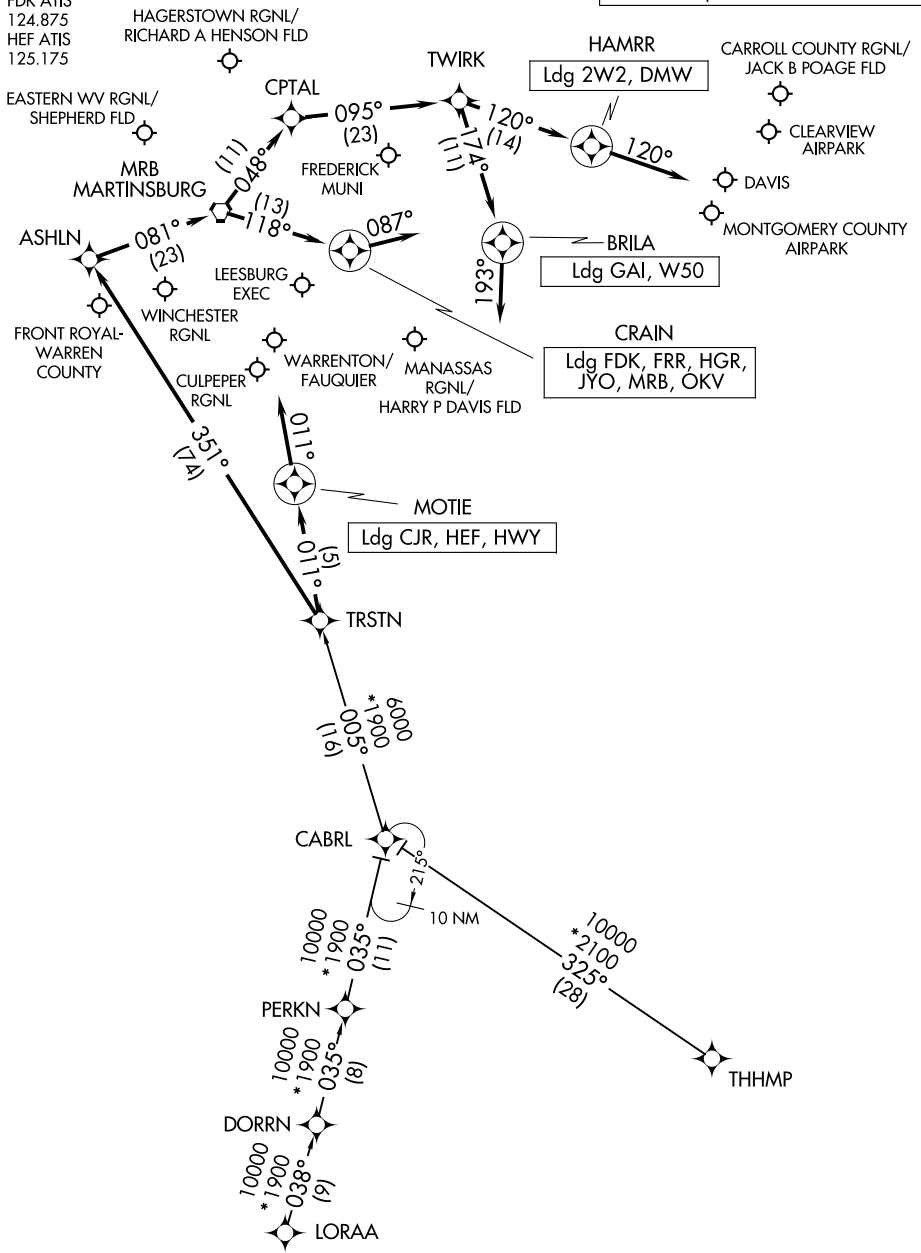 124.875
HEF ATIS
125.175
HAGERSTOWN RGNL/
RICHARD A HENSON FLD
EASTERN WV RGNL/
SHEPHERD FLD
CPTAL
TWIRK
HAMRR
Ldg 2W2, DMW
CARROLL COUNTY RGNL/
JACK B POAGE FLD
CLEARVIEW
AIRPARK
095°
(23)
120°
(14)
120°
DAVIS
MONTGOMERY COUNTY
AIRPARK
(11)
048°
FREDERICK
MUNI
174°
(11)
MRB
MARTINSBURG
(13)
118°
087°
BRILA
Ldg GAI, W50
193°
ASHLN
081°
(23)
LEESBURG
EXEC
WINCHESTER
RGNL
FRONT ROYAL-
WARREN
COUNTY
CRAIN
Ldg FDK, FRR, HGR,
JYO, MRB, OKV
WARRENTON/
FAUQUIER
MANASSAS
RGNL/
HARRY P DAVIS FLD
CULPEPER
RGNL
011°
351°
(74)
MOTIE
Ldg CJR, HEF, HWY
(5)
011°
TRSTN
6000
*1900
005°
(16)
CABRL
215°
10 NM
10000
*1900
035°
(11)
10000
*2100
325°
(28)
PERKN
THHMP
10000
*1900
035°
(8)
DORRN
10000
*1900
038°
(9)
LORAA